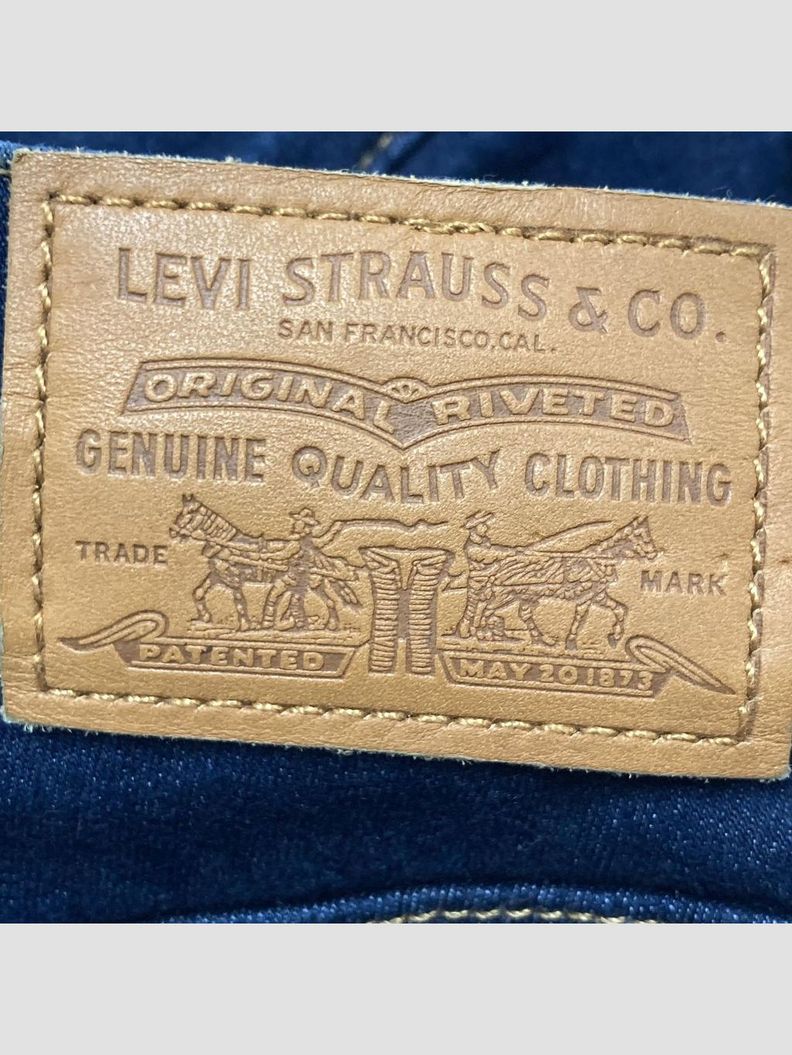 LEVI STRAUSS & CO.
SAN FRANCISCO, CAL.
ORIGINAL RIVETED
GENUINE QUALITY CLOTHING
TRADE MARK
PATENTED MAY 20 1873